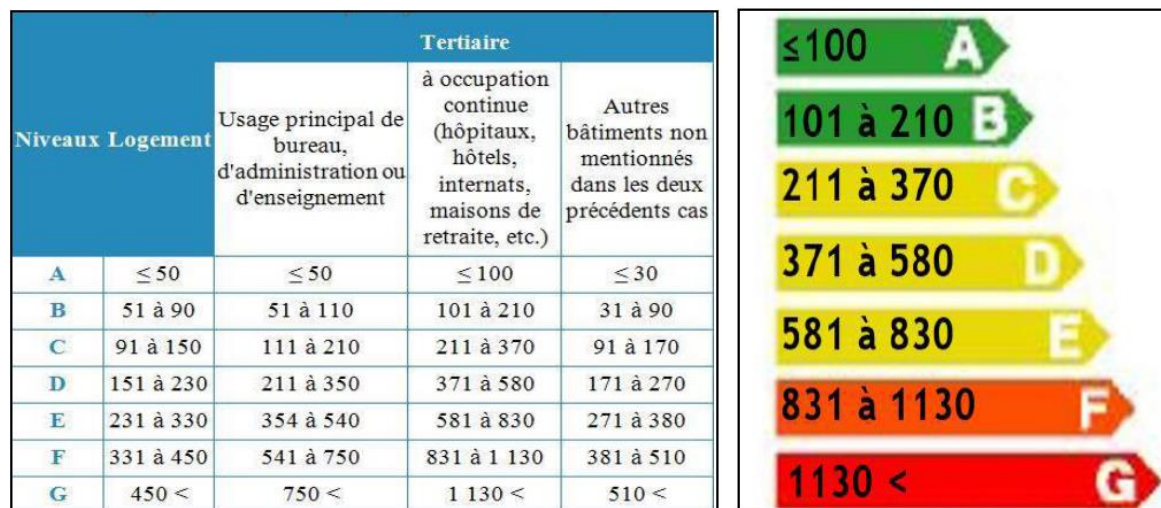 Tertiaire
Niveaux Logement
Usage principal de
bureau,
d'administration ou
d'enseignement
à occupation
continue
(hôpitaux,
hôtels,
internats,
maisons de
retraite, etc.)
Autres
bâtiments non
mentionnés
dans les deux
précédents cas
A ≤ 50 ≤ 50 ≤ 100 ≤ 30
B 51 à 90 51 à 110 101 à 210 31 à 90
C 91 à 150 111 à 210 211 à 370 91 à 170
D 151 à 230 211 à 350 371 à 580 171 à 270
E 231 à 330 354 à 540 581 à 830 271 à 380
F 331 à 450 541 à 750 831 à 1 130 381 à 510
G 450 < 750 < 1 130 < 510 <
≤100 A
101 à 210 B
211 à 370 C
371 à 580 D
581 à 830 E
831 à 1130 F
1130 < G